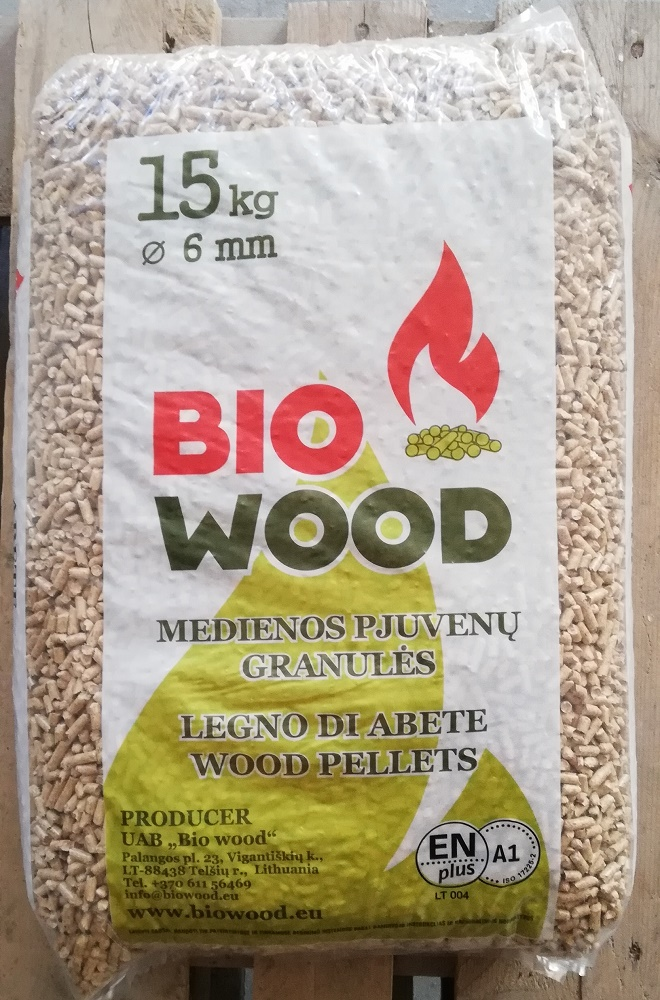 15 kg
ø 6 mm
BIO
WOOD
MEDIENOS PJUVENŲ
GRANULĖS
LEGNO DI ABETE
WOOD PELLETS
PRODUCER
UAB „Bio wood“
Palangos pl. 23, Vigantiškių k.,
LT-88438 Telšių r., Lithuania
Tel. +370 611 56469
info@biowood.eu
www.biowood.eu
EN
plus
A1
ISO 17225-2
LT 004